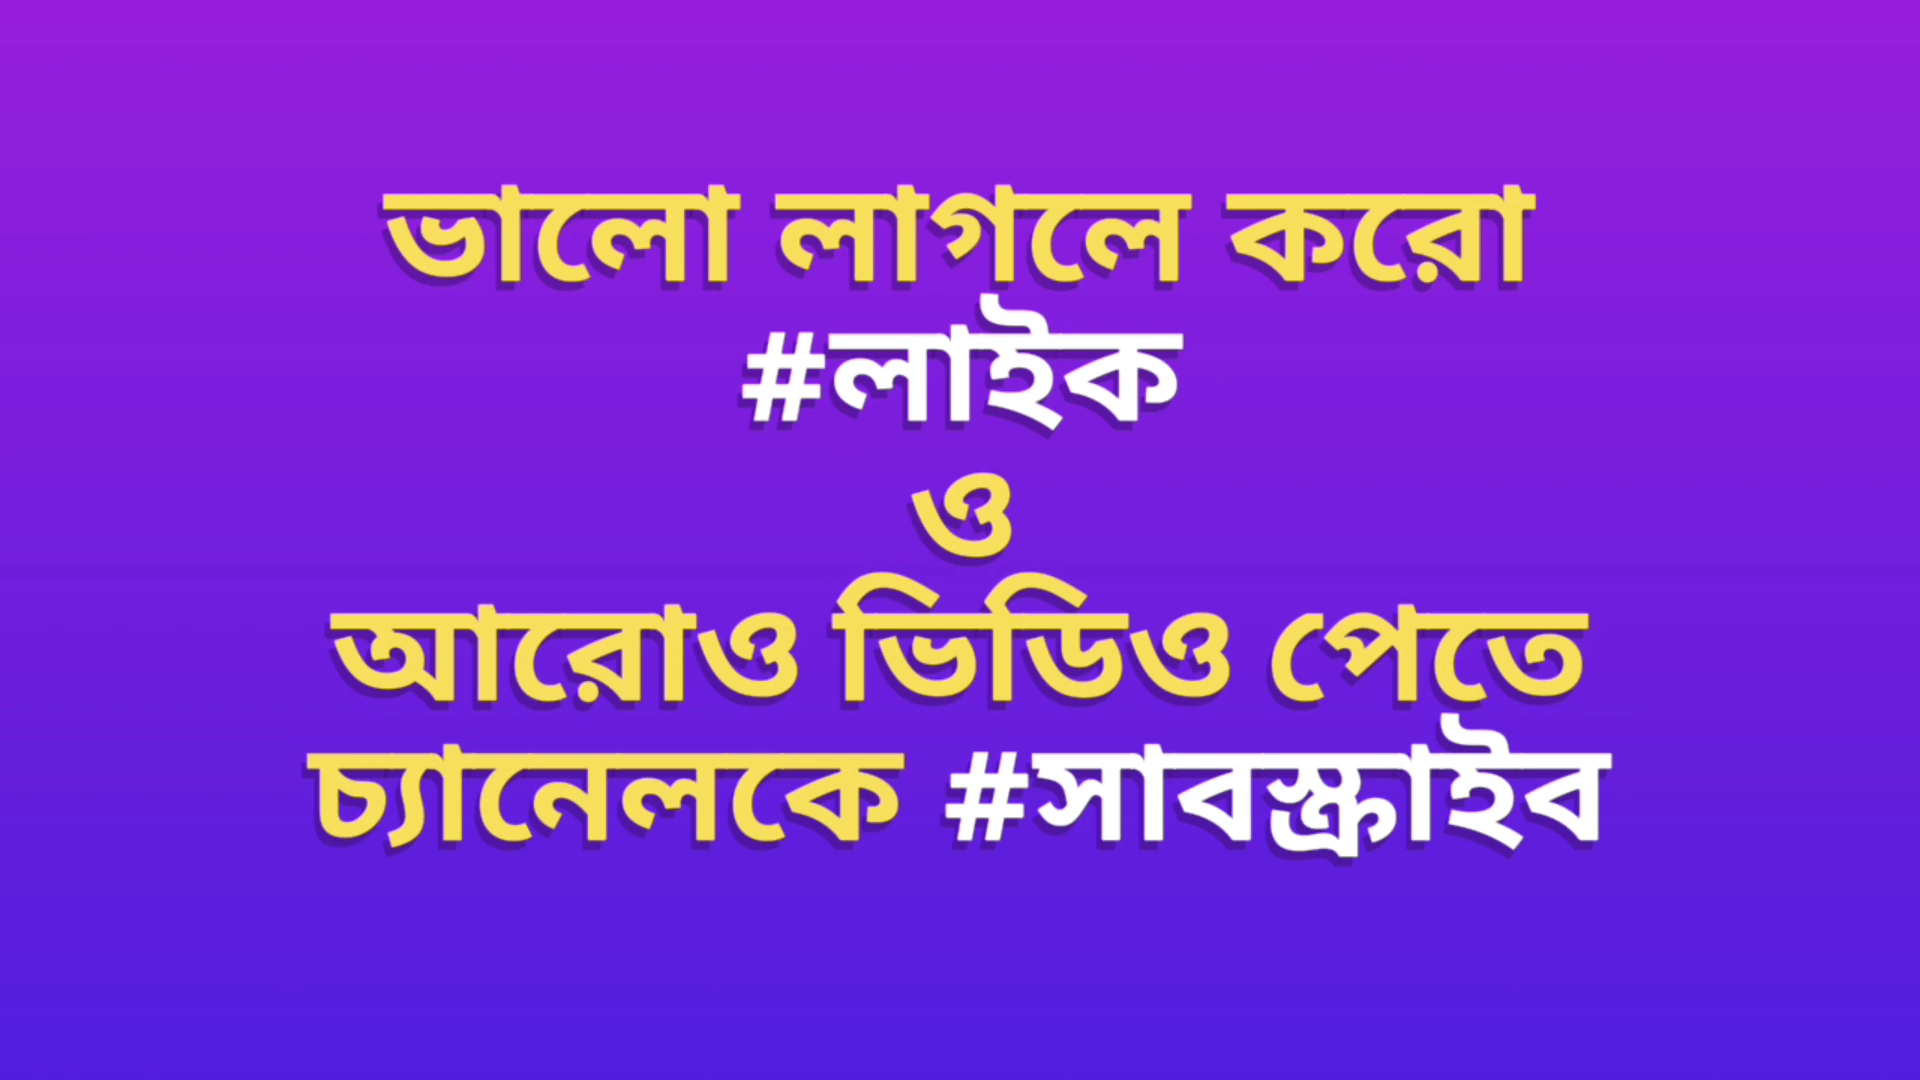 ভালো লাগলে করো
#লাইক
ও
আরোও ভিডিও পেতে
চ্যানেলকে #সাবস্ক্রাইব